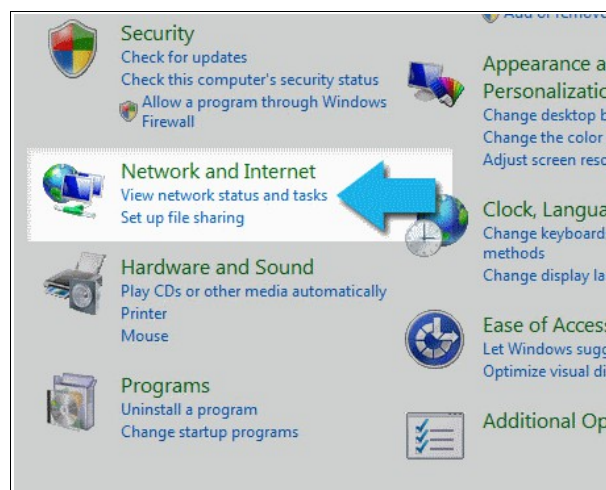 Security
Check for updates
Check this computer's security status
Allow a program through Windows
Firewall
Network and Internet
View network status and tasks
Set up file sharing
Hardware and Sound
Play CDs or other media automatically
Printer
Mouse
Programs
Uninstall a program
Change startup programs
Add or remove
Appearance a
Personalizatio
Change desktop b
Change the color
Adjust screen reso
Clock, Langua
Change keyboard
methods
Change display la
Ease of Access
Let Windows sugg
Optimize visual di
Additional Op